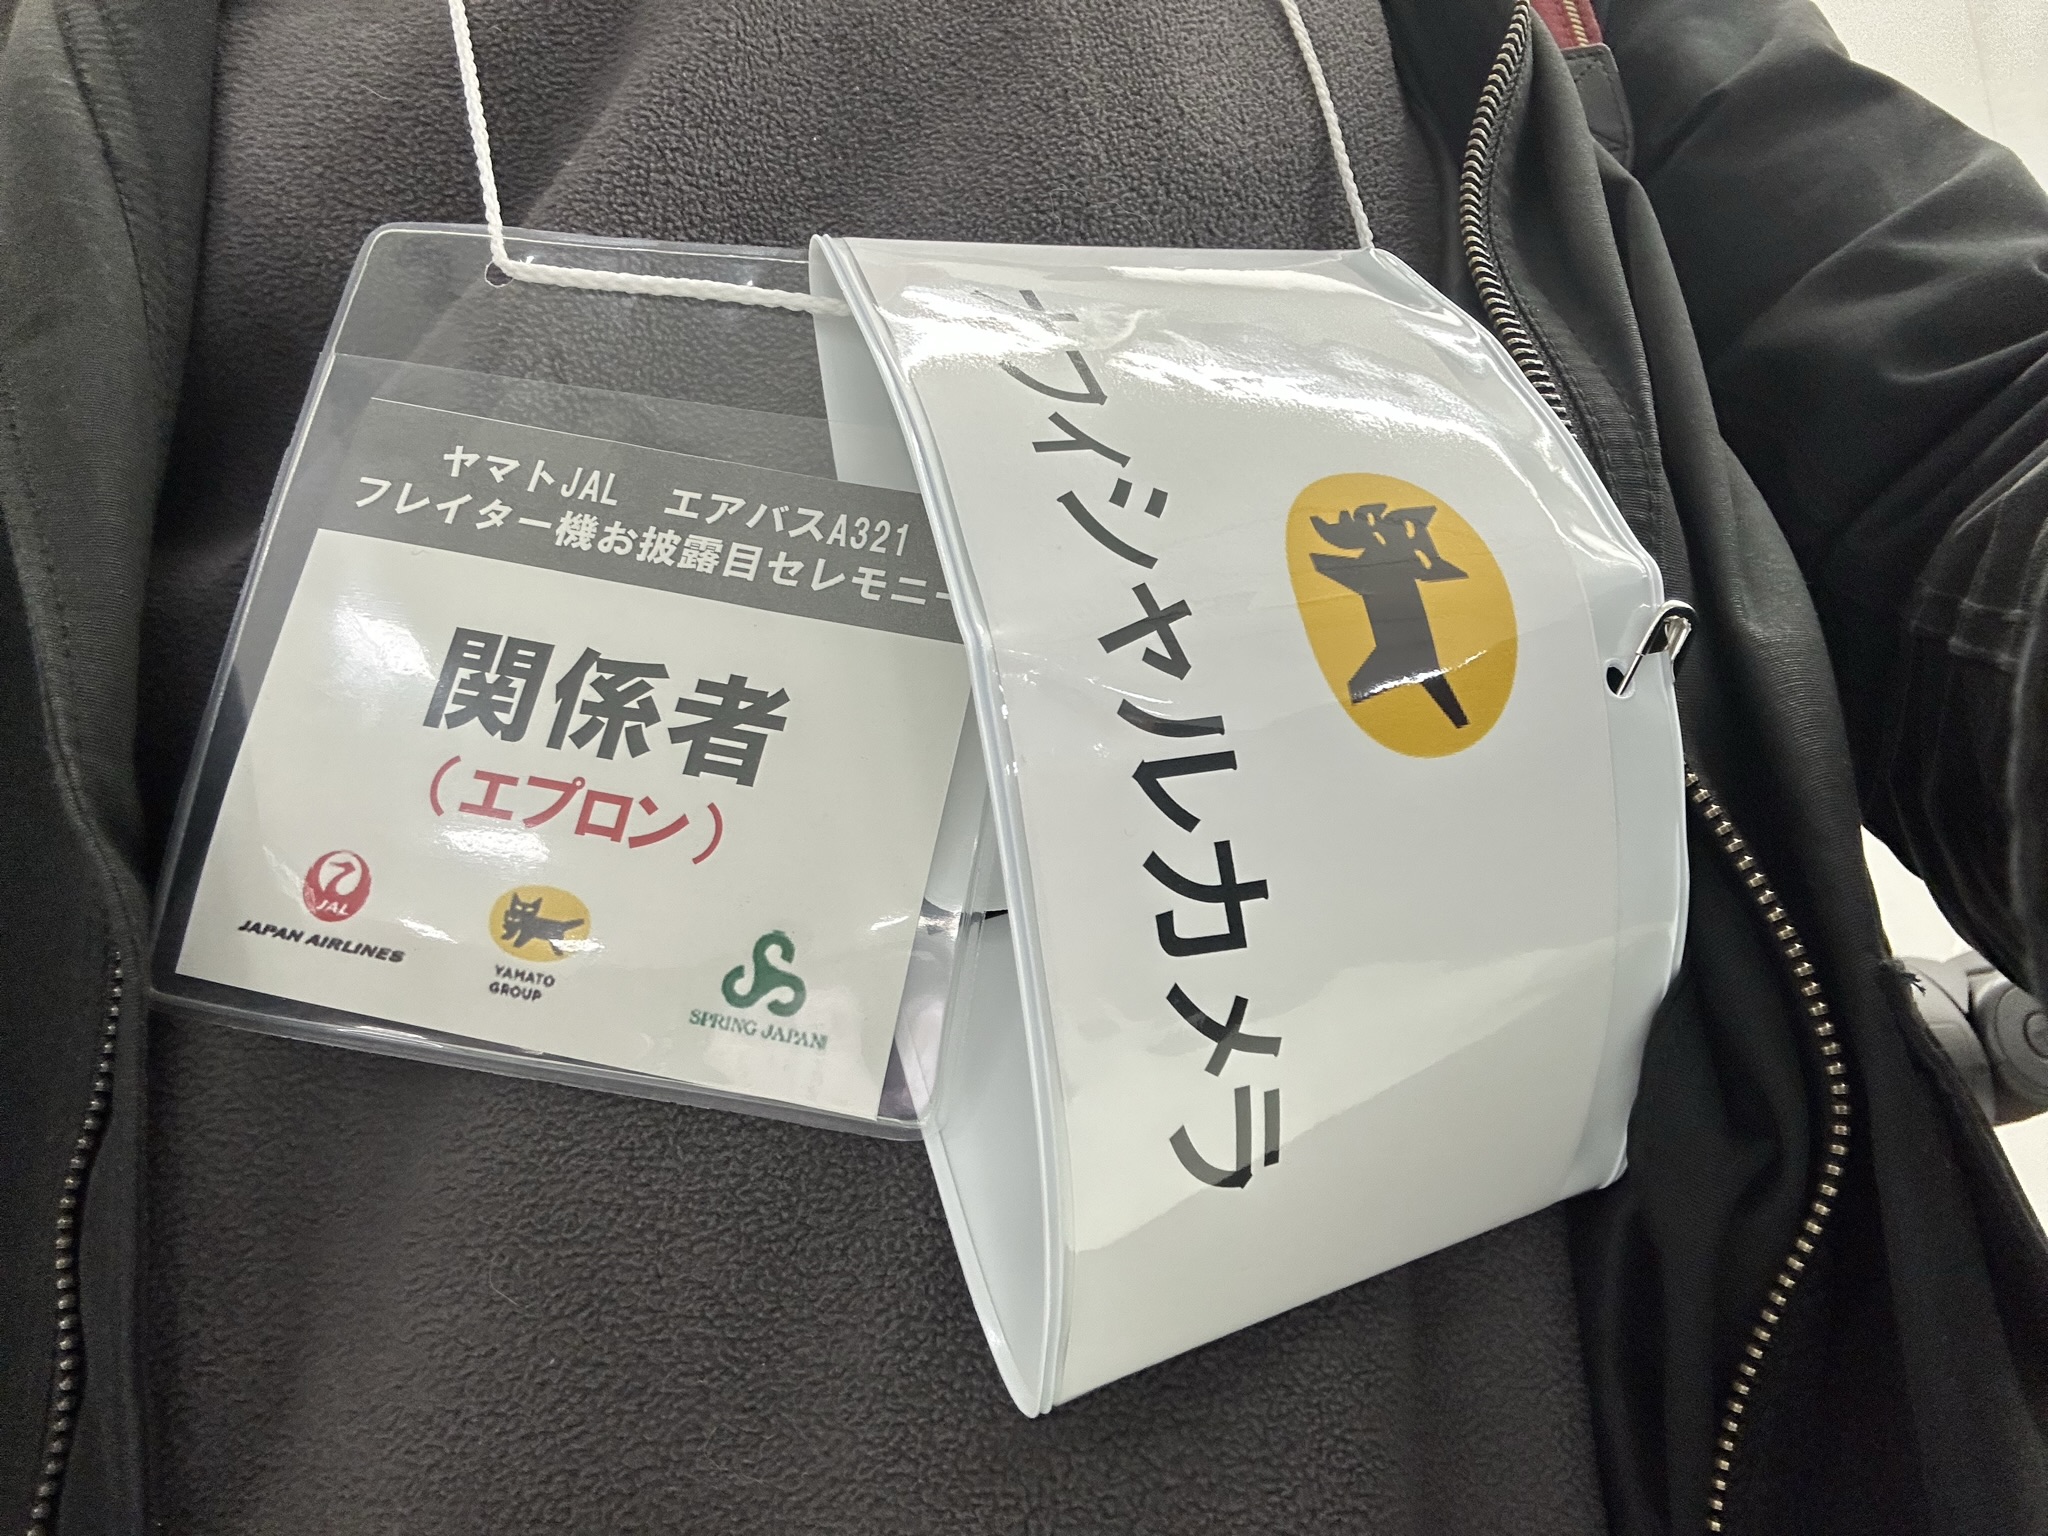 ヤマトJAL　エアバスA321
フレイター機お披露目セレモニー
関係者
（エプロン）
JAL
JAPAN AIRLINES
YAMATO
GROUP
SPRING JAPAN
オフィシャルカメラ